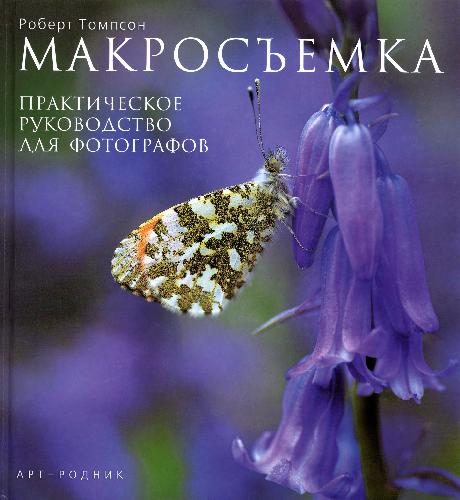 Роберт Томпсон
МАКРОСЪЕМКА
ПРАКТИЧЕСКОЕ
РУКОВОДСТВО
ДЛЯ ФОТОГРАФОВ
АРТ–РОДНИК